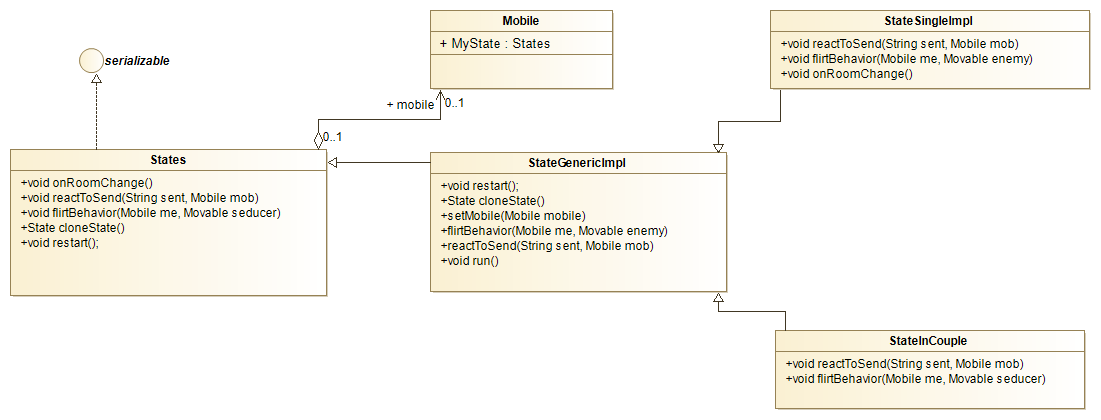 serializable
Mobile
+ MyState : States
+ mobile
0..1
0..1
States
+void onRoomChange()
+void reactToSend(String sent, Mobile mob)
+void flirtBehavior(Mobile me, Movable seducer)
+State cloneState()
+void restart();
StateGenericImpl
+void restart();
+State cloneState()
+setMobile(Mobile mobile)
+flirtBehavior(Mobile me, Movable enemy)
+reactToSend(String sent, Mobile mob)
+void run()
StateSingleImpl
+void reactToSend(String sent, Mobile mob)
+void flirtBehavior(Mobile me, Movable enemy)
+void onRoomChange()
StateInCouple
+void reactToSend(String sent, Mobile mob)
+void flirtBehavior(Mobile me, Movable seducer)